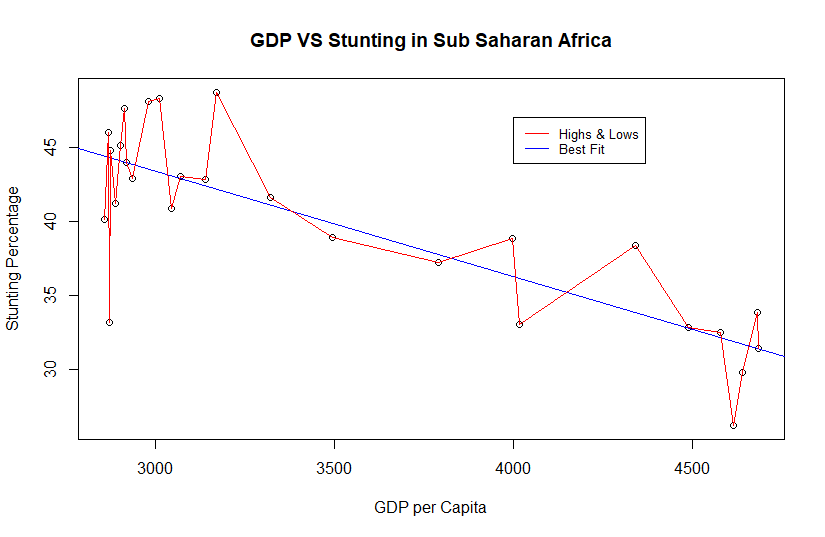 GDP VS Stunting in Sub Saharan Africa
Highs & Lows
Best Fit
Stunting Percentage
45
40
35
30
3000 3500 4000 4500
GDP per Capita